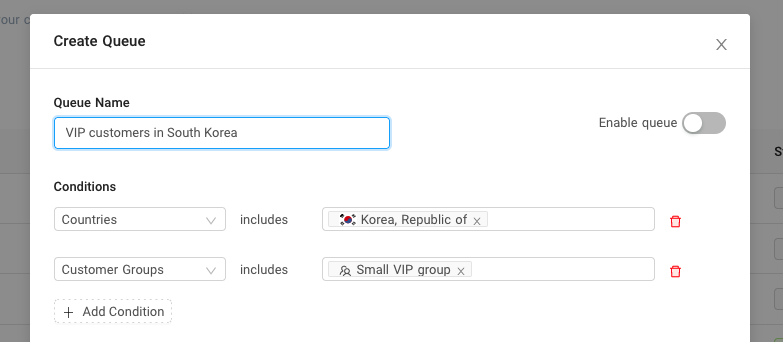 your c
Create Queue
Queue Name
VIP customers in South Korea
Enable queue
Conditions
Countries includes Korea, Republic of
Customer Groups includes Small VIP group
+ Add Condition
S